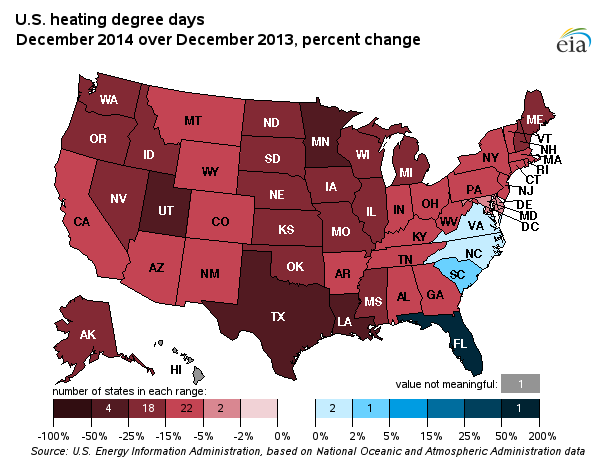 U.S. heating degree days
December 2014 over December 2013, percent change
eia
WA
MT
ND
MN
ME
OR
ID
WY
SD
WI
MI
NY
VT
NH
MA
RI
CT
NJ
NV
UT
CO
NE
IA
IL
IN
OH
PA
DE
MD
DC
CA
KS
MO
KY
WV
VA
AZ
NM
OK
AR
TN
NC
SC
TX
LA
MS
AL
GA
FL
AK
HI
number of states in each range:
value not meaningful: 1
4 18 22 2 2 1 1
-100% -50% -25% -15% -5% -2% 0% 0% 2% 5% 15% 25% 50% 200%
Source: U.S. Energy Information Administration, based on National Oceanic and Atmospheric Administration data